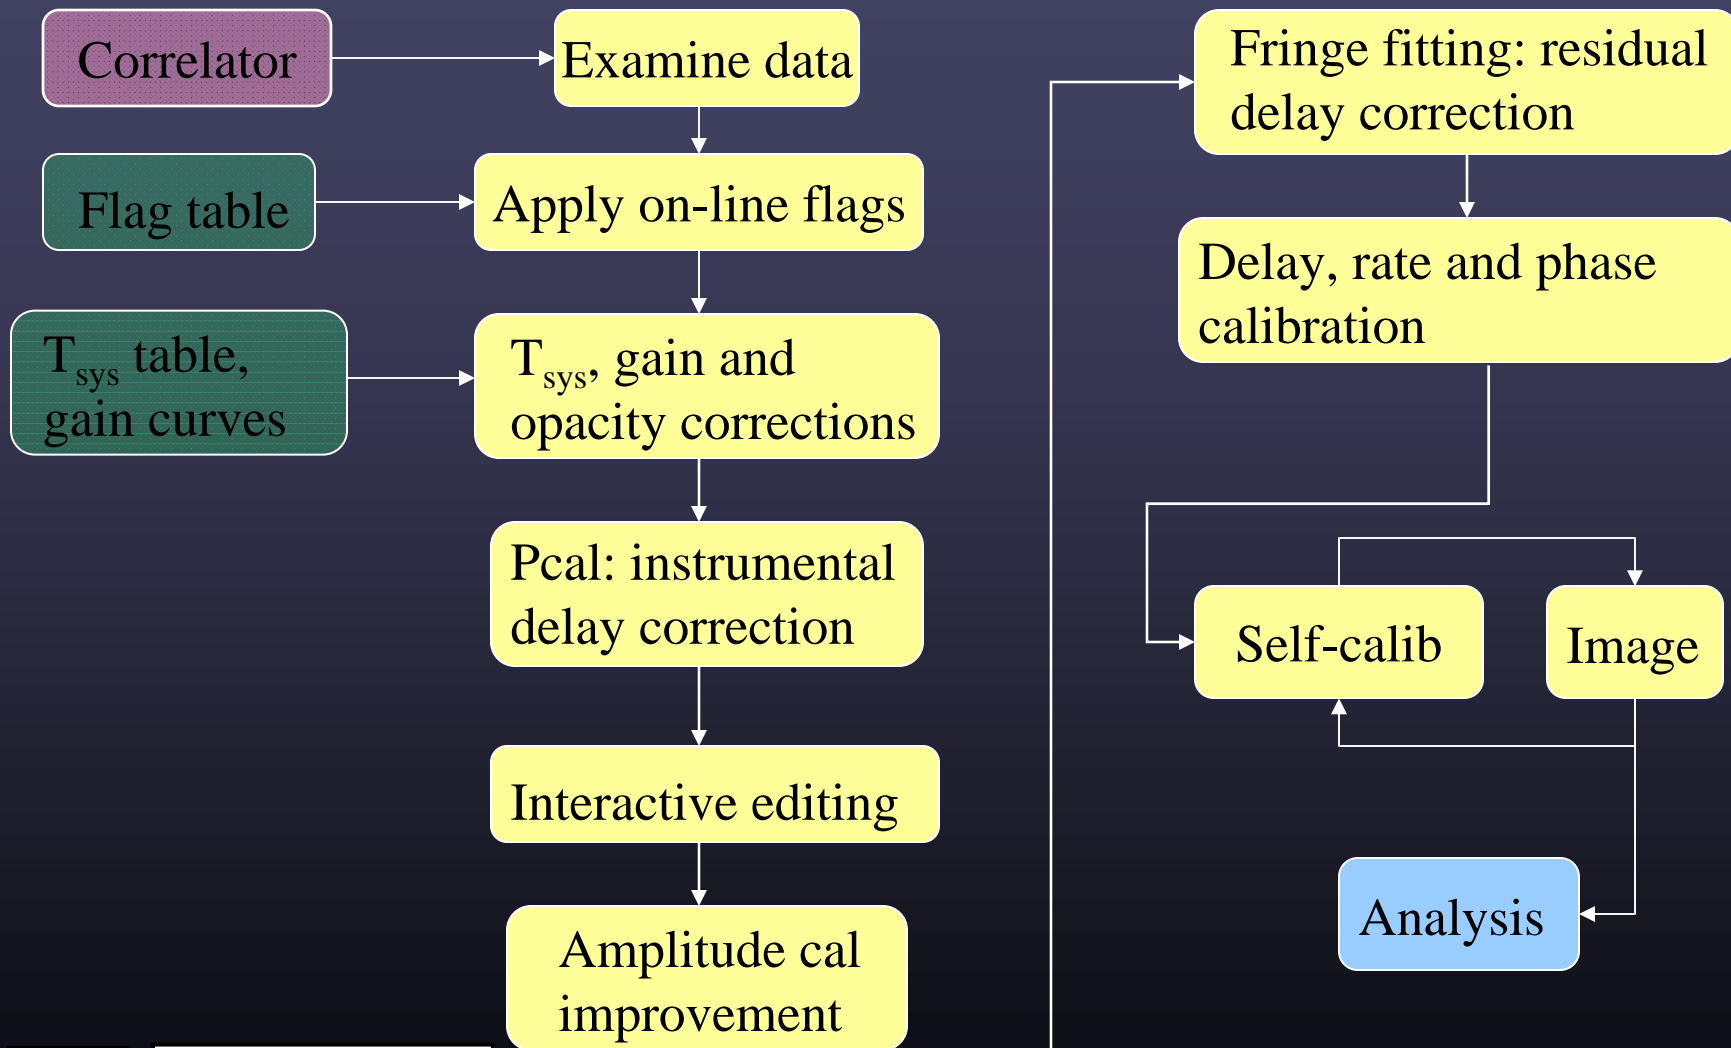 Correlator
Examine data
Flag table
Apply on-line flags
Tsys table,
gain curves
Tsys, gain and
opacity corrections
Pcal: instrumental
delay correction
Interactive editing
Amplitude cal
improvement
Fringe fitting: residual
delay correction
Delay, rate and phase
calibration
Self-calib
Image
Analysis